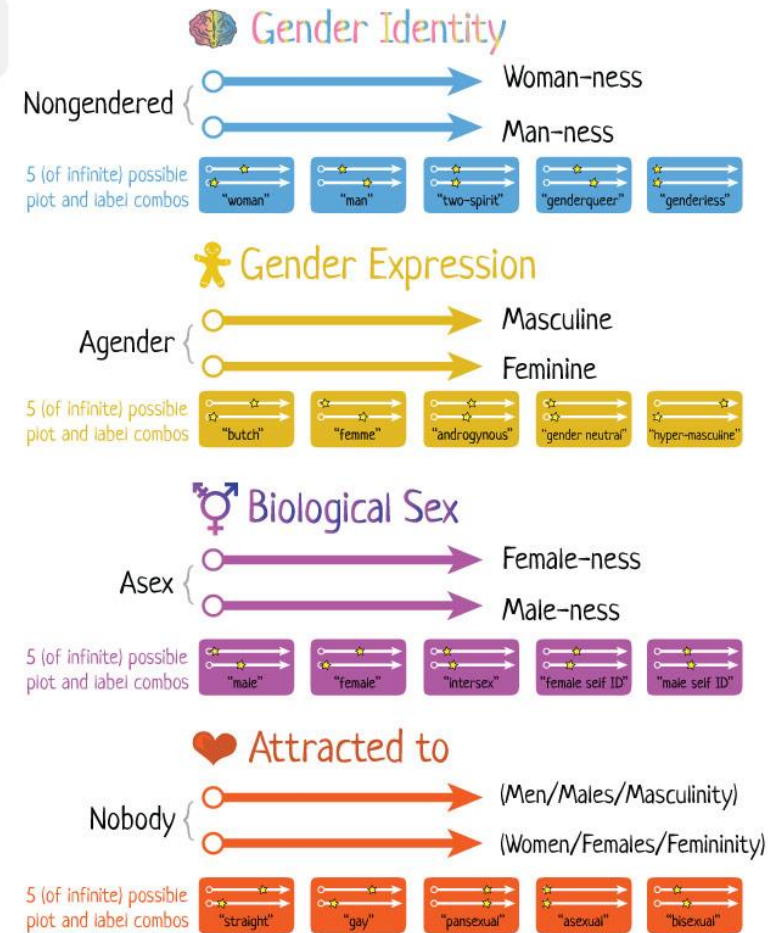 Gender Identity
Nongendered
Woman-ness
Man-ness
5 (of infinite) possible
plot and label combos
"woman"
"man"
"two-spirit"
"genderqueer"
"genderless"
Gender Expression
Agender
Masculine
Feminine
5 (of infinite) possible
plot and label combos
"butch"
"femme"
"androgynous"
"gender neutral"
"hyper-masculine"
Biological Sex
Asex
Female-ness
Male-ness
5 (of infinite) possible
plot and label combos
"male"
"female"
"intersex"
"female self ID"
"male self ID"
Attracted to
Nobody
(Men/Males/Masculinity)
(Women/Females/Femininity)
5 (of infinite) possible
plot and label combos
"straight"
"gay"
"pansexual"
"asexual"
"bisexual"